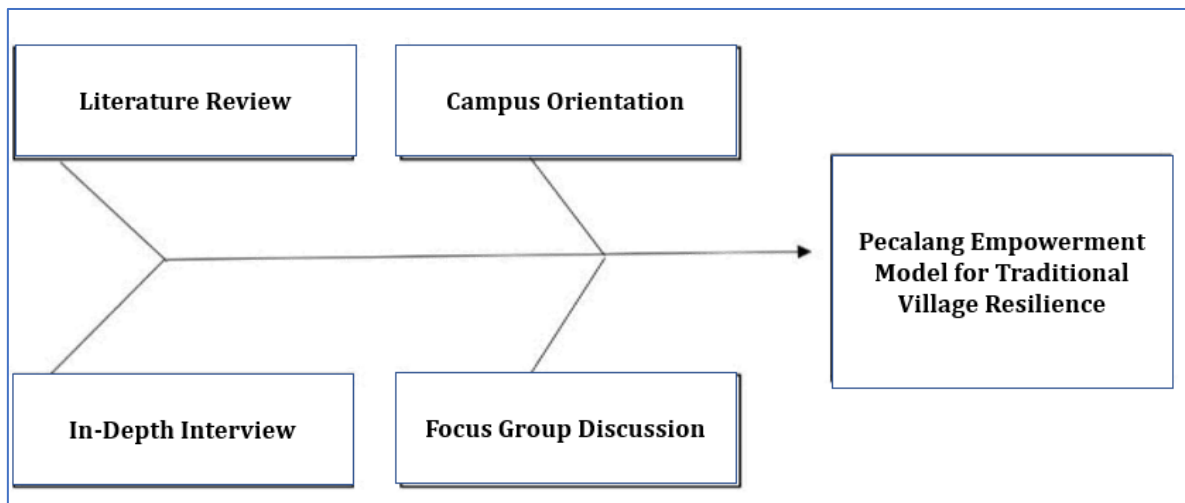 Literature Review
Campus Orientation
Pecalang Empowerment
Model for Traditional
Village Resilience
In-Depth Interview
Focus Group Discussion